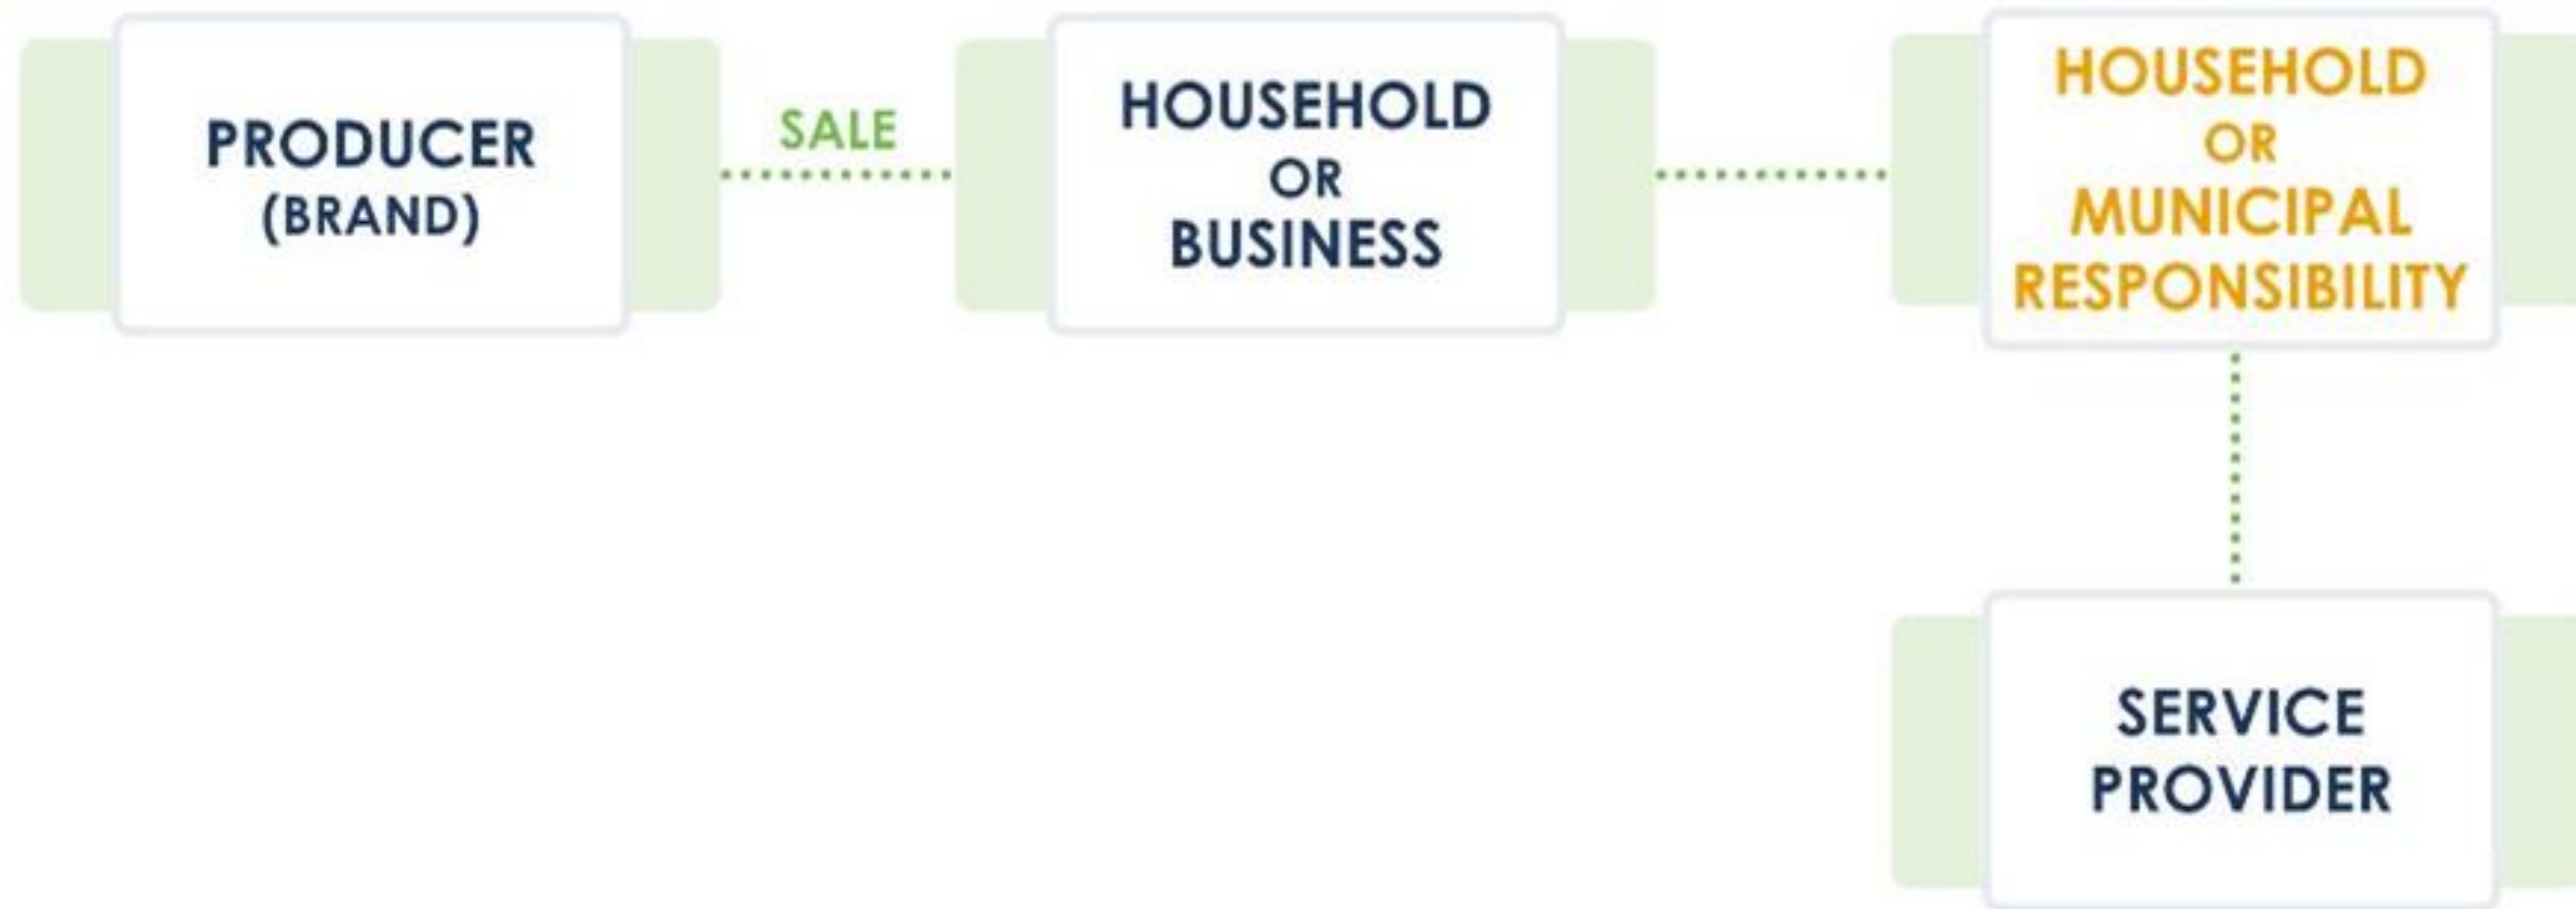 PRODUCER
(BRAND)
SALE
HOUSEHOLD
OR
BUSINESS
HOUSEHOLD
OR
MUNICIPAL
RESPONSIBILITY
SERVICE
PROVIDER